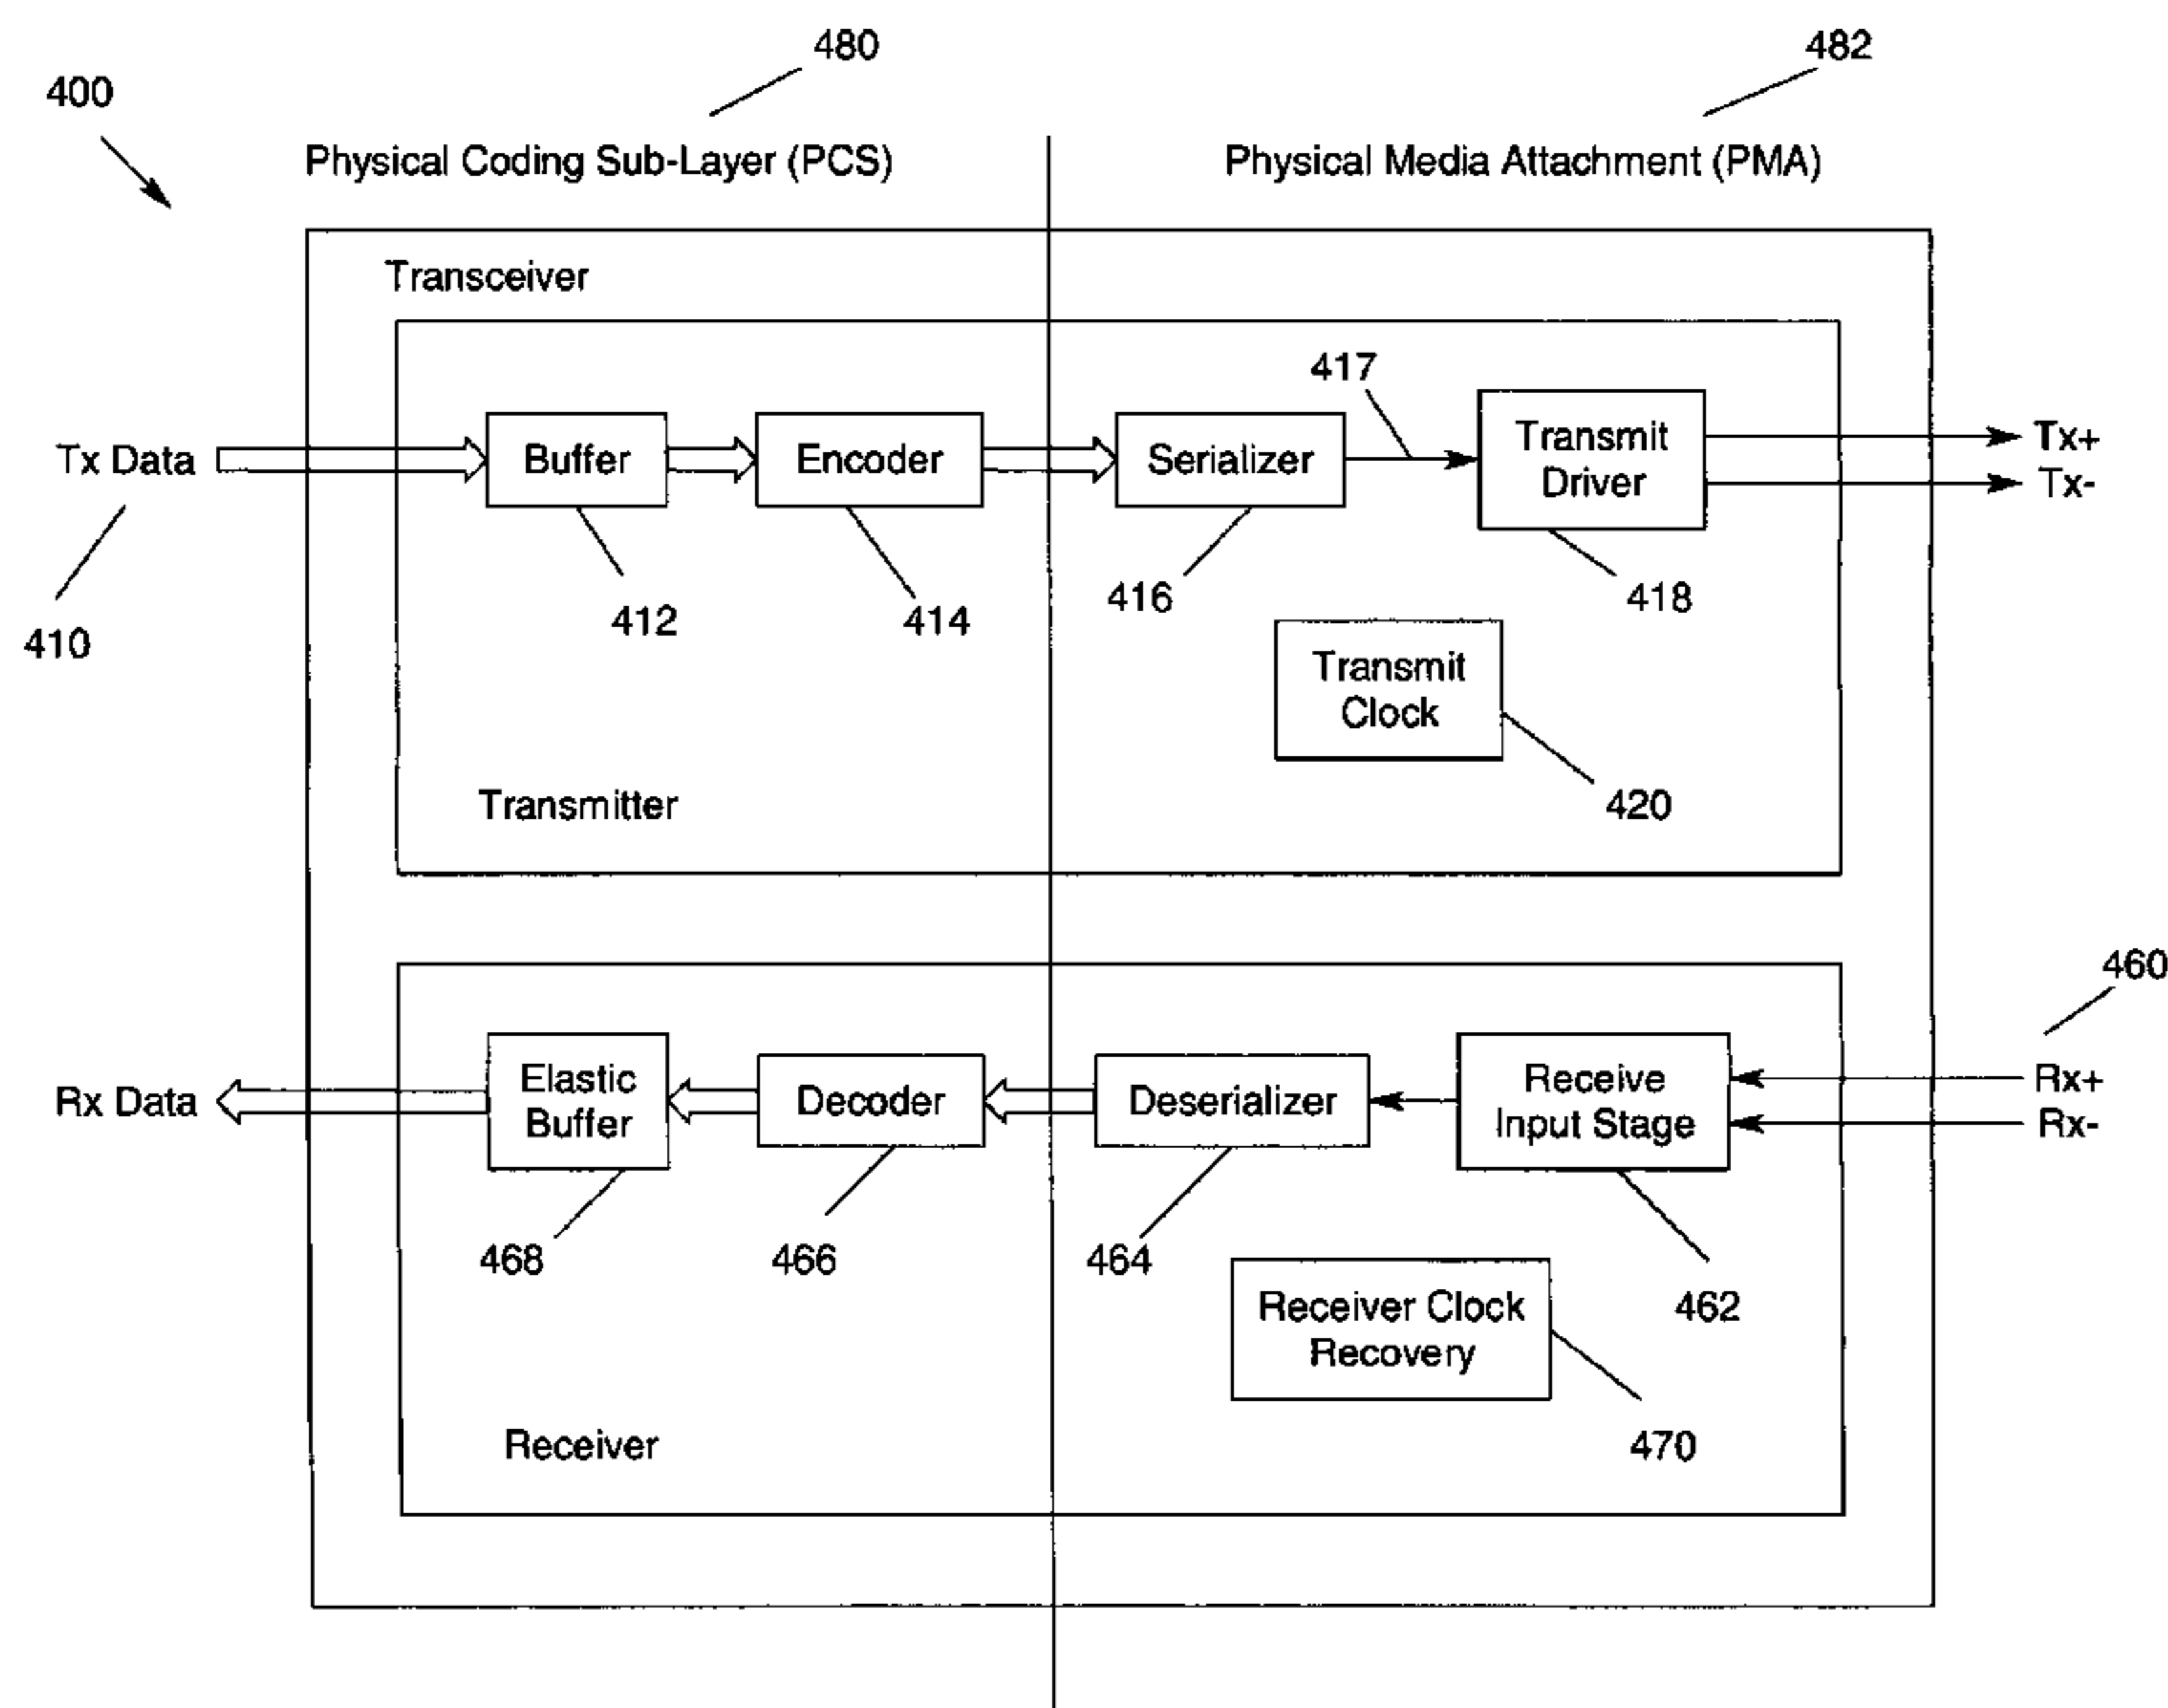 480
482
400
Physical Coding Sub-Layer (PCS)
Physical Media Attachment (PMA)
Transceiver
417
Tx Data
Buffer
Encoder
Serializer
Transmit
Driver
Tx+
Tx-
410
412
414
416
418
Transmit
Clock
420
Transmitter
460
Rx Data
Elastic
Buffer
Decoder
Deserializer
Receive
Input Stage
Rx+
Rx-
468
466
464
462
Receiver Clock
Recovery
470
Receiver